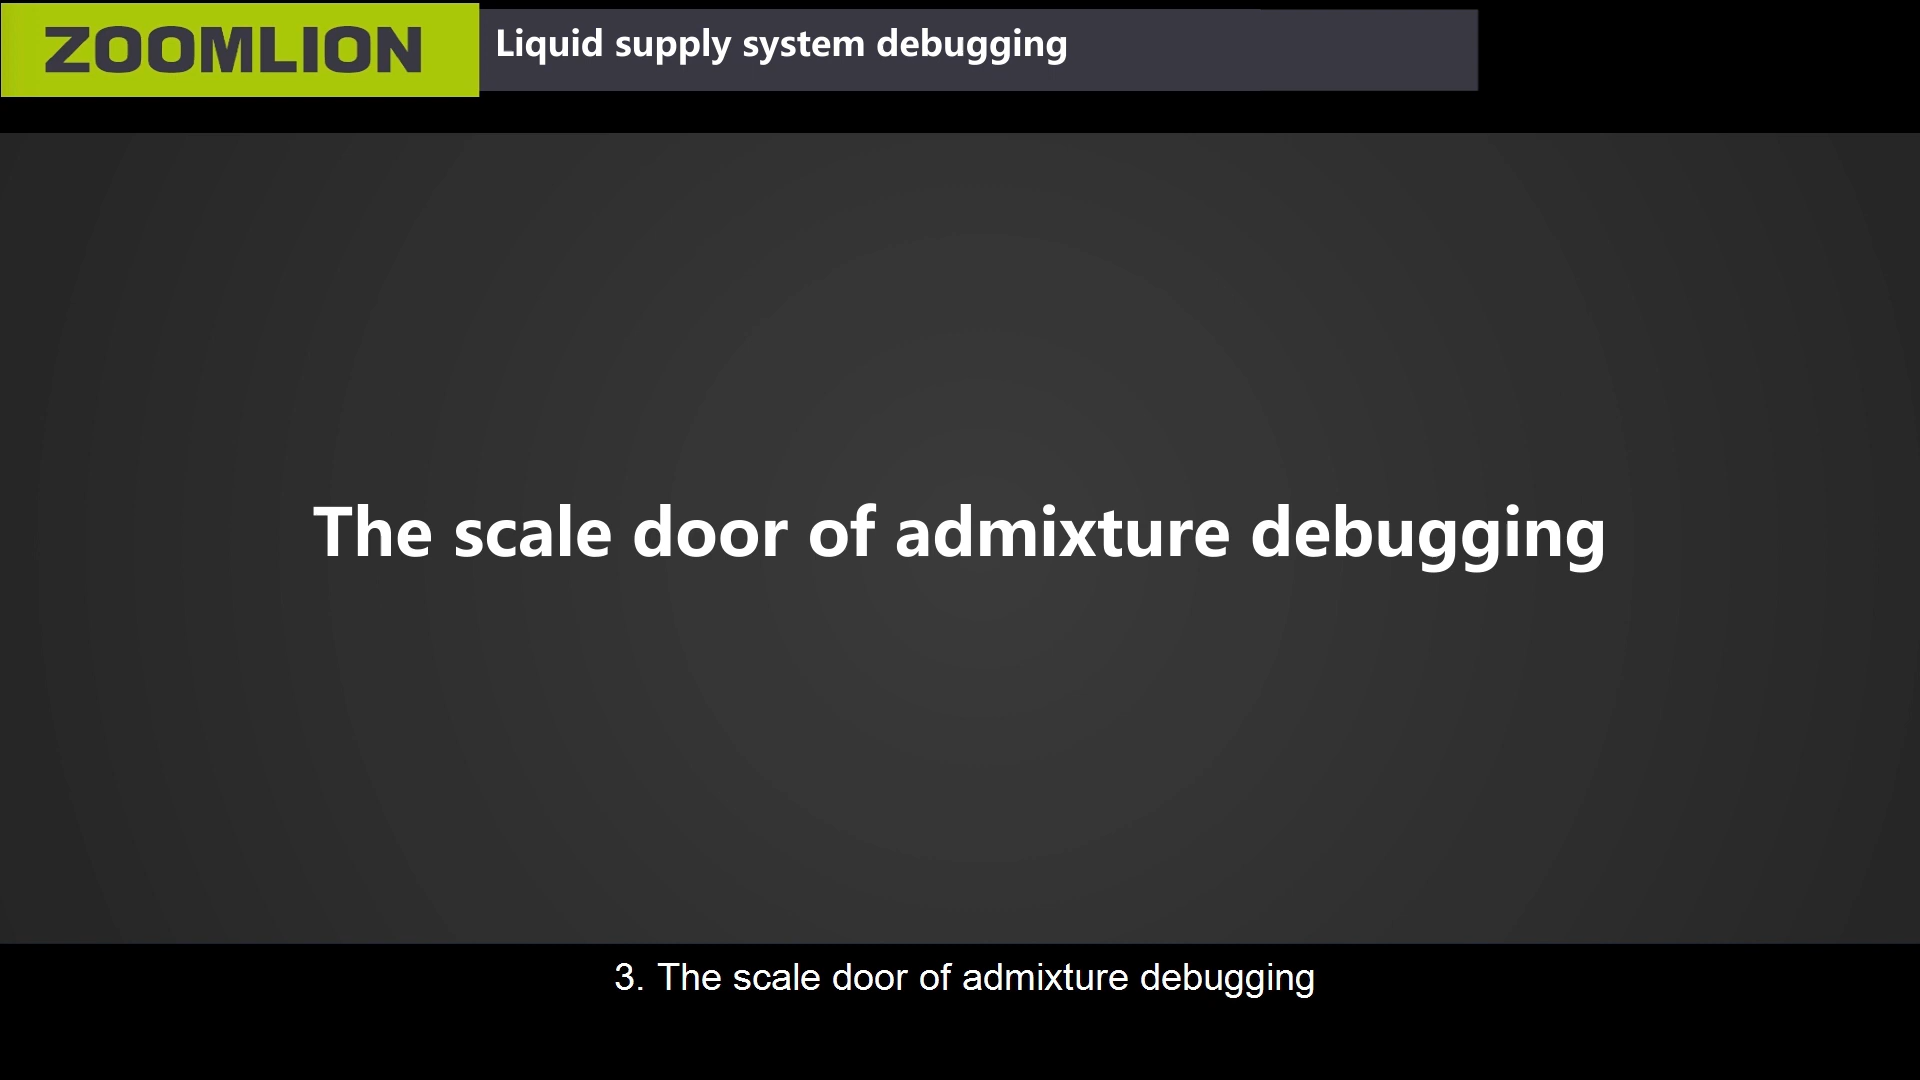 ZOOMLION
Liquid supply system debugging
The scale door of admixture debugging
3. The scale door of admixture debugging